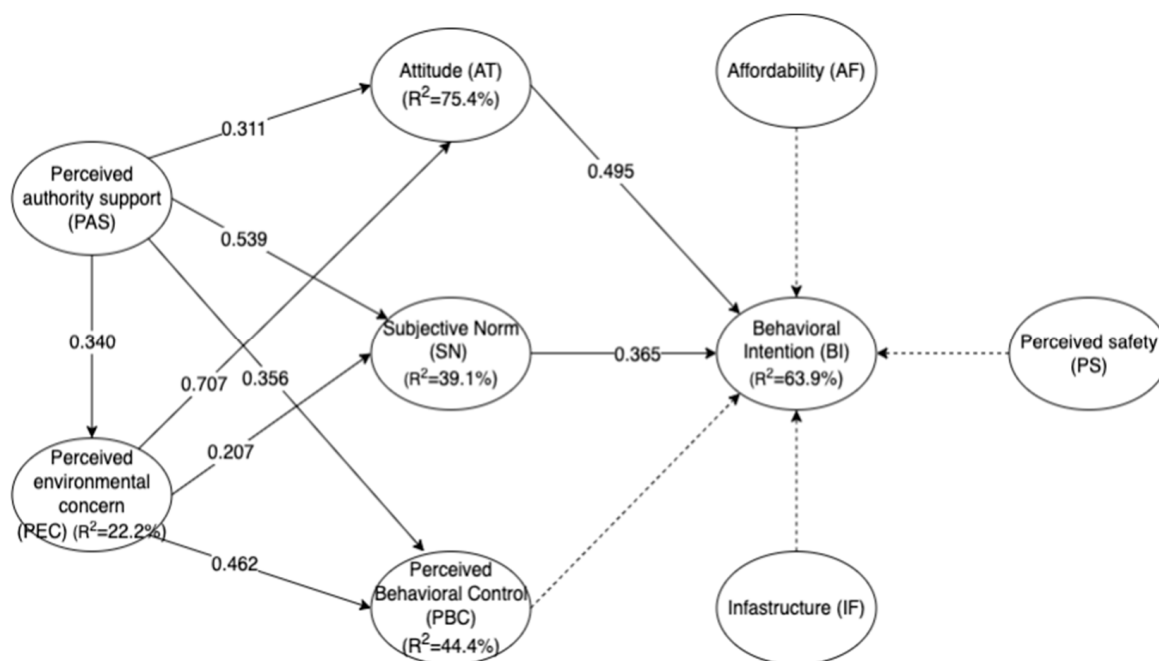 Attitude (AT)
(R²=75.4%)
Affordability (AF)
0.311
Perceived
authority support
(PAS)
0.495
0.539
0.340
Subjective Norm
(SN)
(R²=39.1%)
0.365
Behavioral
Intention (BI)
(R²=63.9%)
Perceived safety
(PS)
0.707
0.356
0.207
Perceived
environmental
concern
(PEC) (R²=22.2%)
0.462
Perceived
Behavioral Control
(PBC)
(R²=44.4%)
Infastructure (IF)